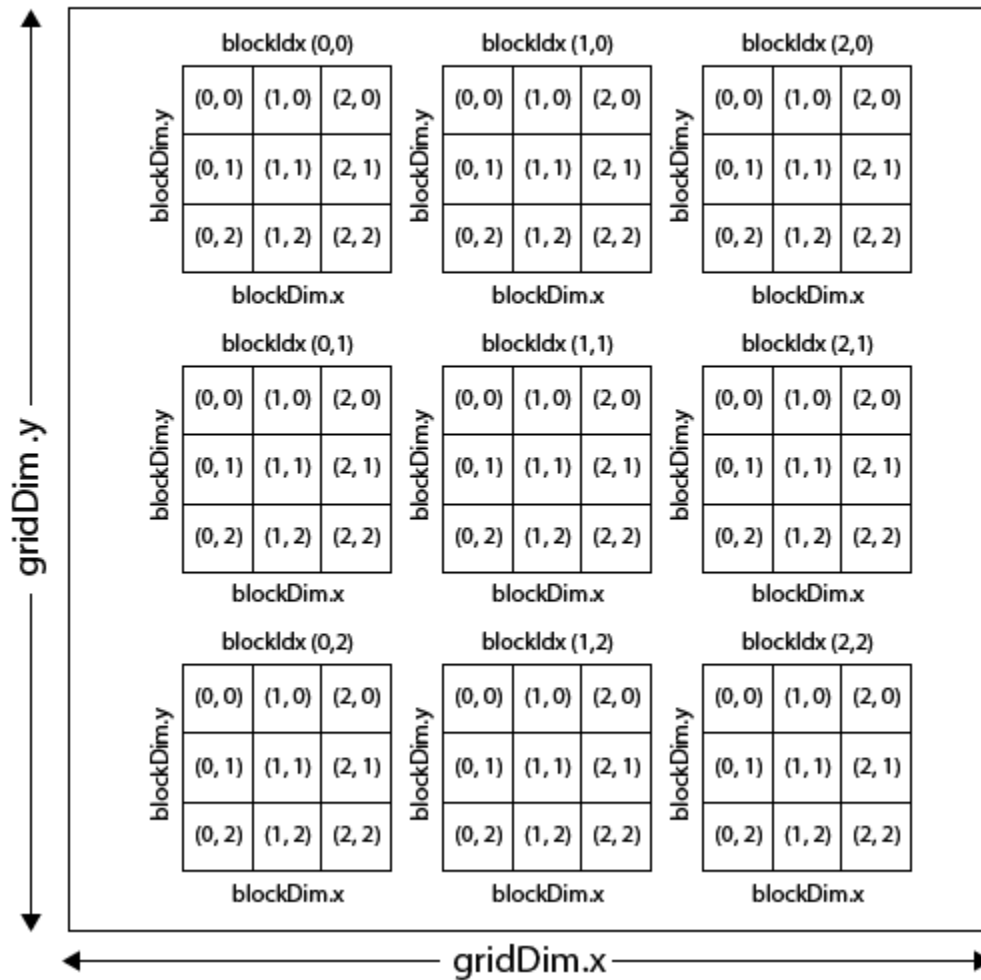 blockIdx (0,0) blockIdx (1,0) blockIdx (2,0)
(0, 0) (1, 0) (2, 0) (0, 0) (1, 0) (2, 0) (0, 0) (1, 0) (2, 0)
blockDim.y blockDim.y blockDim.y
(0, 1) (1, 1) (2, 1) (0, 1) (1, 1) (2, 1) (0, 1) (1, 1) (2, 1)
(0, 2) (1, 2) (2, 2) (0, 2) (1, 2) (2, 2) (0, 2) (1, 2) (2, 2)
blockDim.x blockDim.x blockDim.x
blockIdx (0,1) blockIdx (1,1) blockIdx (2,1)
(0, 0) (1, 0) (2, 0) (0, 0) (1, 0) (2, 0) (0, 0) (1, 0) (2, 0)
blockDim.y blockDim.y blockDim.y
(0, 1) (1, 1) (2, 1) (0, 1) (1, 1) (2, 1) (0, 1) (1, 1) (2, 1)
(0, 2) (1, 2) (2, 2) (0, 2) (1, 2) (2, 2) (0, 2) (1, 2) (2, 2)
blockDim.x blockDim.x blockDim.x
gridDim .y
blockIdx (0,2) blockIdx (1,2) blockIdx (2,2)
(0, 0) (1, 0) (2, 0) (0, 0) (1, 0) (2, 0) (0, 0) (1, 0) (2, 0)
blockDim.y blockDim.y blockDim.y
(0, 1) (1, 1) (2, 1) (0, 1) (1, 1) (2, 1) (0, 1) (1, 1) (2, 1)
(0, 2) (1, 2) (2, 2) (0, 2) (1, 2) (2, 2) (0, 2) (1, 2) (2, 2)
blockDim.x blockDim.x blockDim.x
gridDim.x